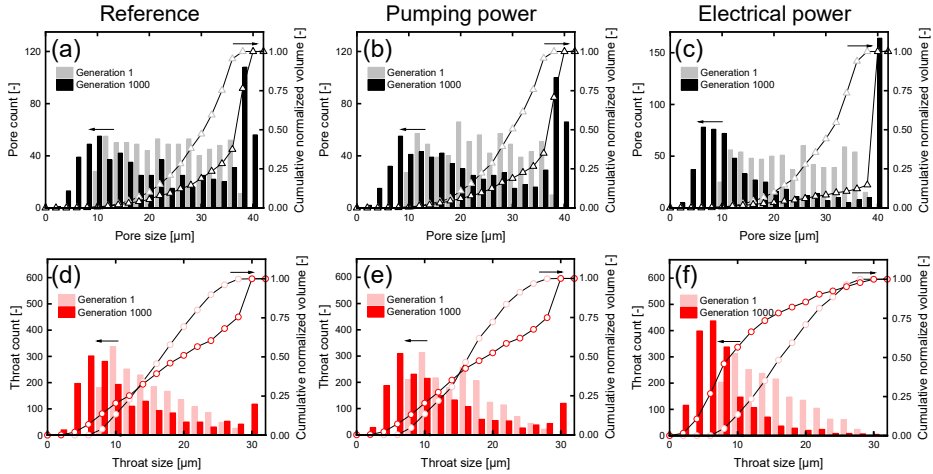 Reference Pumping power Electrical power
(a) (b) (c)
120 1.00 120 1.00 150 1.00
Generation 1 Generation 1 Generation 1
Generation 1000 Generation 1000 Generation 1000
80 0.75 80 0.75 100 0.75
0.50 0.50 0.50
40 0.25 40 0.25 50 0.25
0 0.00 0 0.00 0 0.00
0 10 20 30 40 0 10 20 30 40 0 10 20 30 40
Pore count [-] Cumulative normalized volume [-] Pore count [-] Cumulative normalized volume [-] Pore count [-] Cumulative normalized volume [-]
Pore size [µm] Pore size [µm] Pore size [µm]
(d) (e) (f)
600 1.00 600 1.00 600 1.00
Generation 1 Generation 1 Generation 1
500 500 500
Generation 1000 Generation 1000 Generation 1000
0.75 0.75 0.75
400 400 400
300 0.50 300 0.50 300 0.50
200 200 200
0.25 0.25 0.25
100 100 100
0 0.00 0 0.00 0 0.00
0 10 20 30 0 10 20 30 0 10 20 30
Throat count [-] Cumulative normalized volume [-] Throat count [-] Cumulative normalized volume [-] Throat count [-] Cumulative normalized volume [-]
Throat size [µm] Throat size [µm] Throat size [µm]